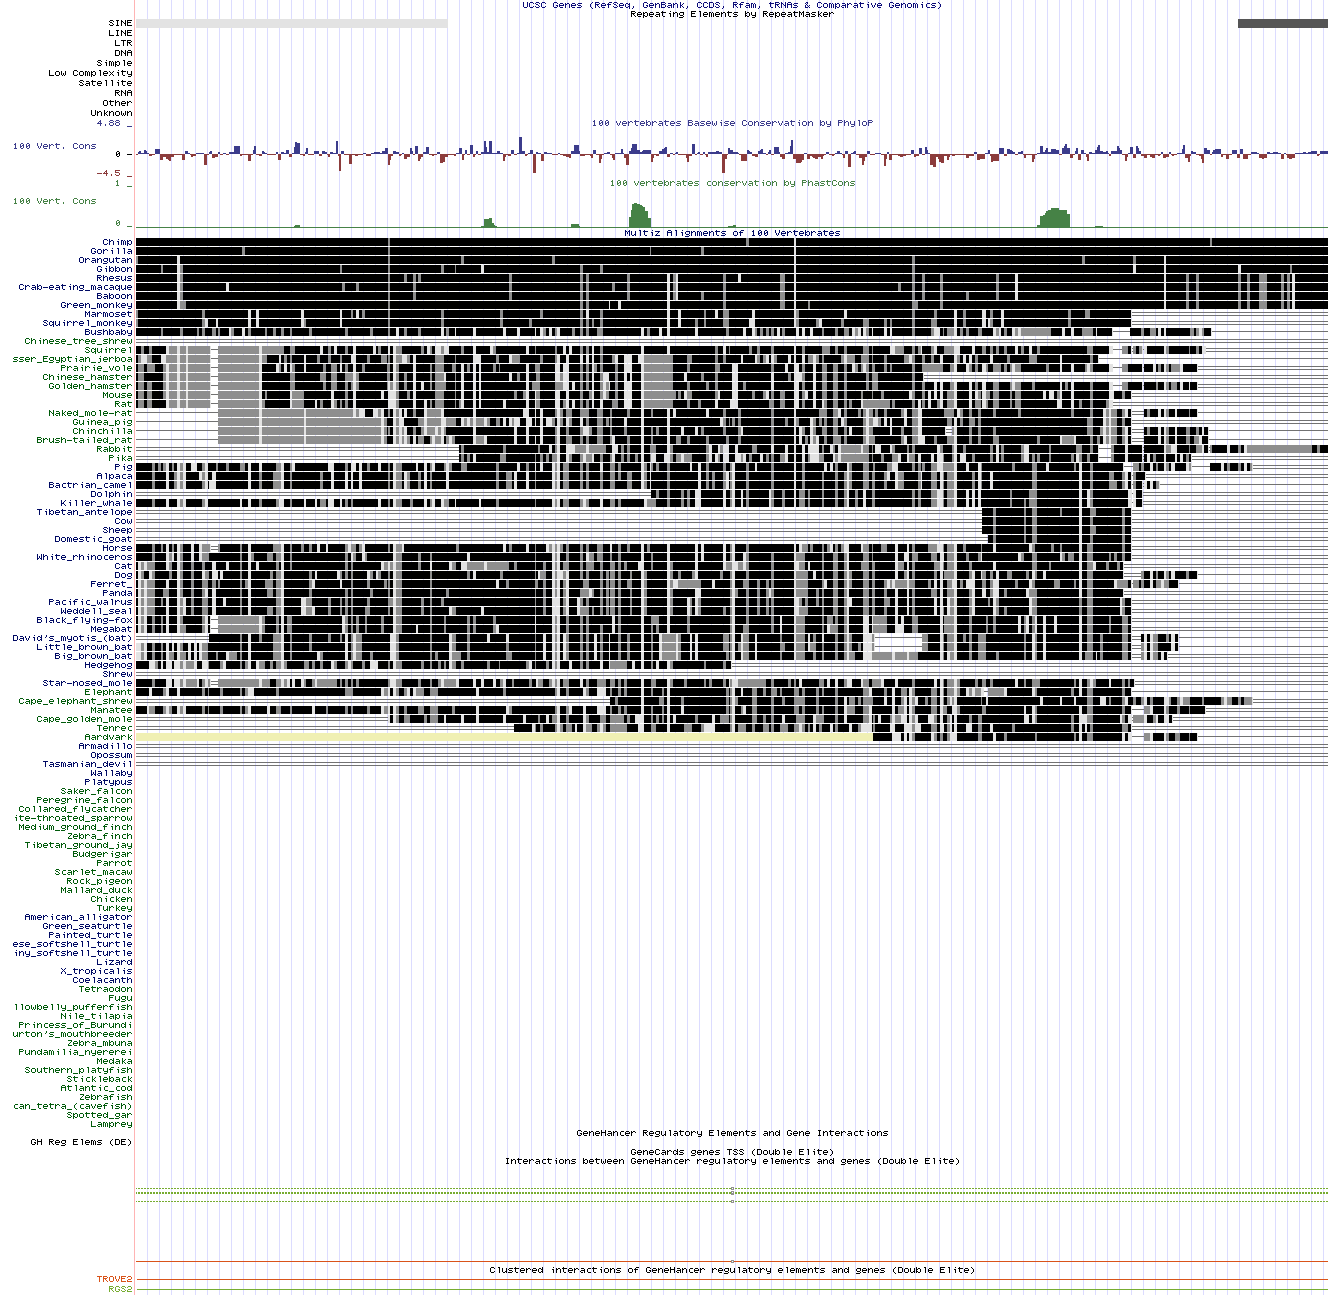 UCSC Genes (RefSeq, GenBank, CCDS, Rfam, tRNAs & Comparative Genomics)
Repeating Elements by RepeatMasker
SINE
LINE
LTR
DNA
Simple
Low Complexity
Satellite
RNA
Other
Unknown
4.88 _
100 vertebrates Basewise Conservation by PhyloP
100 Vert. Cons
0 -
-4.5 _
100 vertebrates conservation by PhastCons
1 _
100 Vert. Cons
0 _
Multiz Alignments of 100 Vertebrates
Chimp
Gorilla
Orangutan
Gibbon
Rhesus
Crab-eating_macaque
Baboon
Green_monkey
Marmoset
Squirrel_monkey
Bushbaby
Chinese_tree_shrew
Squirrel
sser_Egyptian_jerboa
Prairie_vole
Chinese_hamster
Golden_hamster
Mouse
Rat
Naked_mole-rat
Guinea_pig
Chinchilla
Brush-tailed_rat
Rabbit
Pika
Pig
Alpaca
Bactrian_camel
Dolphin
Killer_whale
Tibetan_antelope
Cow
Sheep
Domestic_goat
Horse
White_rhinoceros
Cat
Dog
Ferret_
Panda
Pacific_walrus
Weddell_seal
Black_flying-fox
Megabat
David's_myotis_(bat)
Little_brown_bat
Big_brown_bat
Hedgehog
Shrew
Star-nosed_mole
Elephant
Cape_elephant_shrew
Manatee
Cape_golden_mole
Tenrec
Aardvark
Armadillo
Opossum
Tasmanian_devil
Wallaby
Platypus
Saker_falcon
Peregrine_falcon
Collared_flycatcher
ite-throated_sparrow
Medium_ground_finch
Zebra_finch
Tibetan_ground_jay
Budgerigar
Parrot
Scarlet_macaw
Rock_pigeon
Mallard_duck
Chicken
Turkey
American_alligator
Green_seaturtle
Painted_turtle
ese_softshell_turtle
iny_softshell_turtle
Lizard
X_tropicalis
Coelacanth
Tetraodon
Fugu
llowbelly_pufferfish
Nile_tilapia
Princess_of_Burundi
urton's_mouthbreeder
Zebra_mbuna
Pundamilia_nyererei
Medaka
Southern_platyfish
Stickleback
Atlantic_cod
Zebrafish
can_tetra_(cavefish)
Spotted_gar
Lamprey
GeneHancer Regulatory Elements and Gene Interactions
GH Reg Elems (DE)
GeneCards genes TSS (Double Elite)
Interactions between GeneHancer regulatory elements and genes (Double Elite)
Clustered interactions of GeneHancer regulatory elements and genes (Double Elite)
TROVE2
RGS2